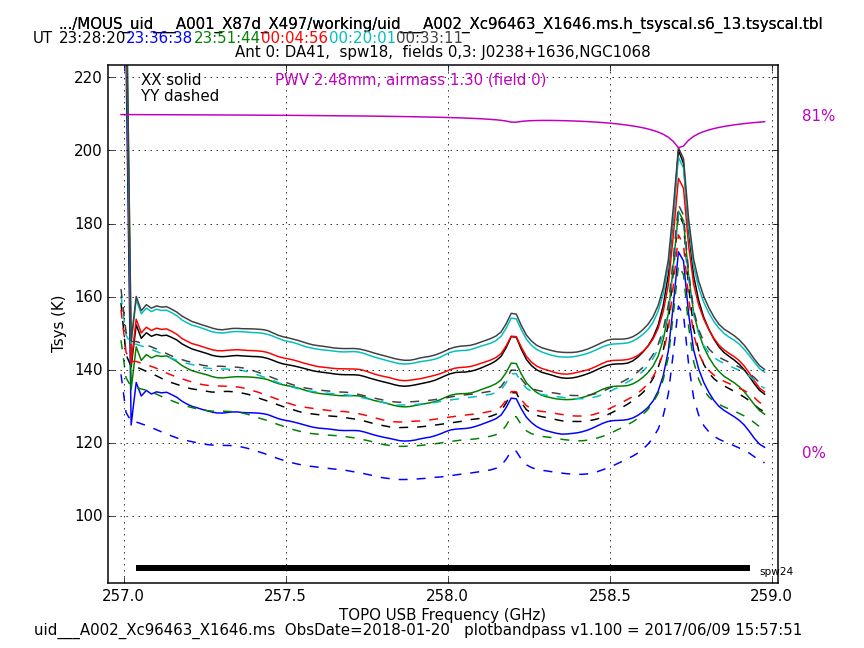 .../MOUS_uid___A001_X87d_X497/working/uid___A002_Xc96463_X1646.ms.h_tsyscal.s6_13.tsyscal.tbl
UT 23:28:20 23:36:38 23:51:44 00:04:56 00:20:01 00:33:11
Ant 0: DA41, spw18, fields 0,3: J0238+1636,NGC1068
XX solid
YY dashed
PWV 2.48mm, airmass 1.30 (field 0)
81%
0%
Tsys (K)
220
200
180
160
140
120
100
spw24
257.0 257.5 258.0 258.5 259.0
TOPO USB Frequency (GHz)
uid___A002_Xc96463_X1646.ms ObsDate=2018-01-20 plotbandpass v1.100 = 2017/06/09 15:57:51